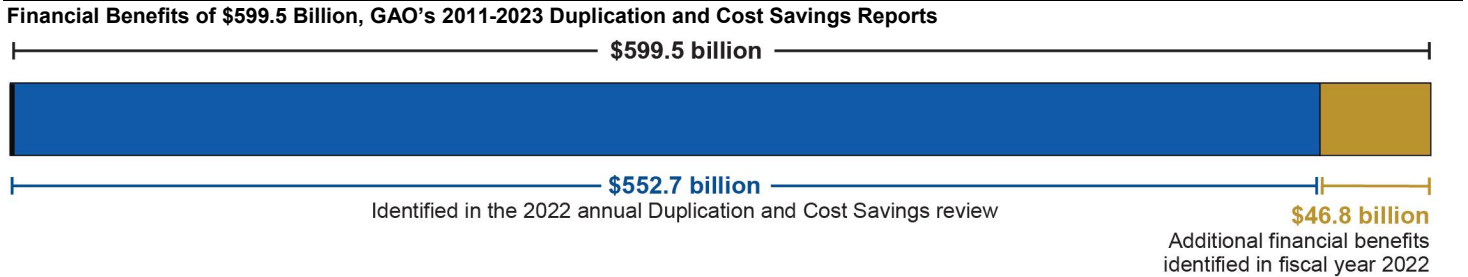 Financial Benefits of $599.5 Billion, GAO’s 2011-2023 Duplication and Cost Savings Reports
$599.5 billion
$552.7 billion
Identified in the 2022 annual Duplication and Cost Savings review
$46.8 billion
Additional financial benefits
identified in fiscal year 2022